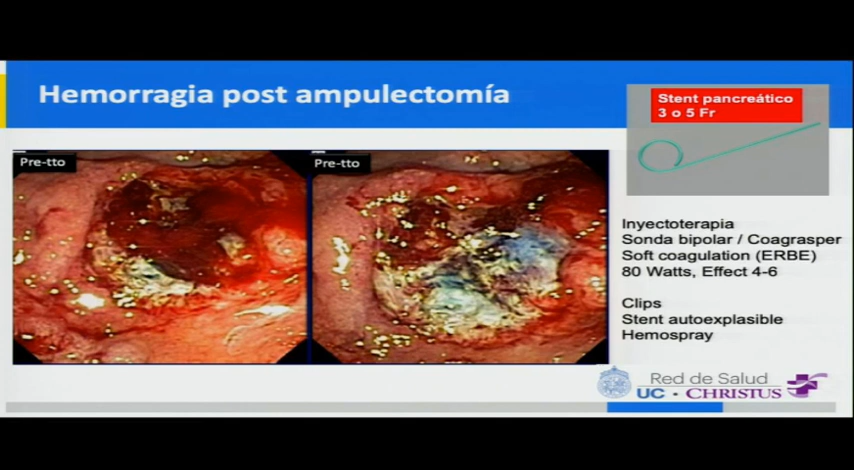 Hemorragia post ampulectomía
Stent pancreático
3 o 5 Fr
Pre-tto
Pre-tto
Inyectoterapia
Sonda bipolar / Coagrasper
Soft coagulation (ERBE)
80 Watts, Effect 4-6
Clips
Stent autoexplasible
Hemospray
Red de Salud
UC · CHRISTUS